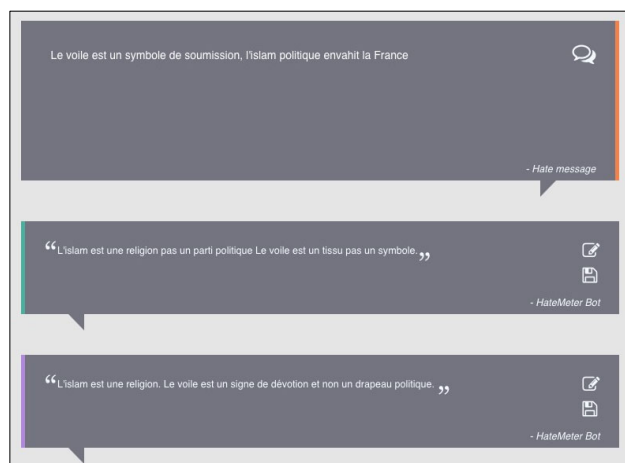 Le voile est un symbole de soumission, l'islam politique envahit la France
- Hate message
“L'islam est une religion pas un parti politique Le voile est un tissu pas un symbole.„
- HateMeter Bot
“L'islam est une religion. Le voile est un signe de dévotion et non un drapeau politique. „
- HateMeter Bot